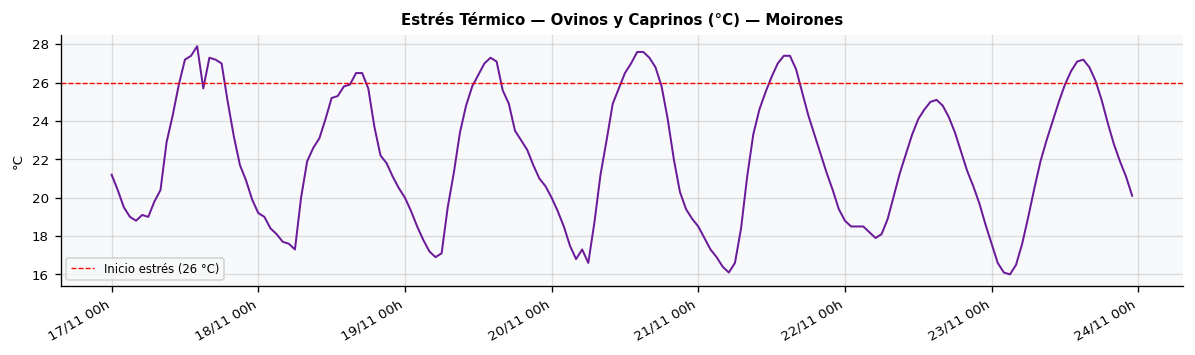 Estrés Térmico — Ovinos y Caprinos (°C) — Moirones
°C
28
26
24
22
20
18
16
Inicio estrés (26 °C)
17/11 00h
18/11 00h
19/11 00h
20/11 00h
21/11 00h
22/11 00h
23/11 00h
24/11 00h